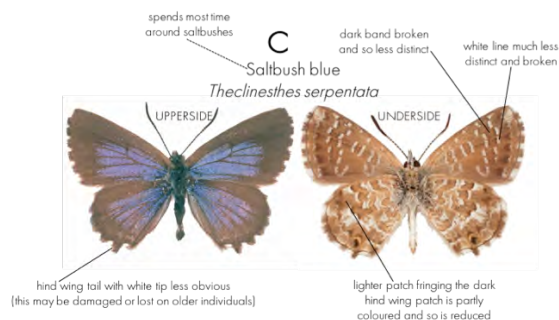 spends most time
around saltbushes
C
Saltbush blue
Theclinesthes serpentata
dark band broken
and so less distinct
white line much less
distinct and broken
UPPERSIDE
UNDERSIDE
hind wing tail with white tip less obvious
(this may be damaged or lost on older individuals)
lighter patch fringing the dark
hind wing patch is partly
coloured and so is reduced